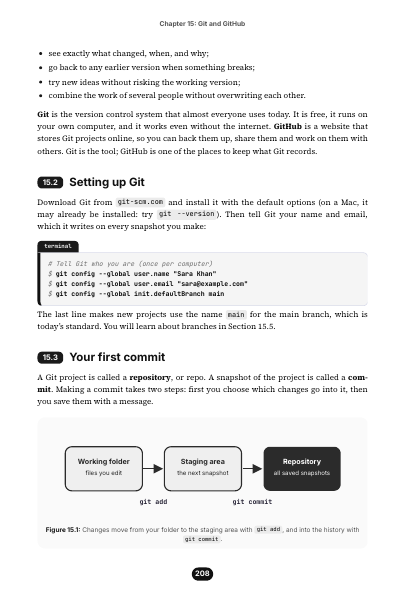 Chapter 15: Git and GitHub
• see exactly what changed, when, and why;
• go back to any earlier version when something breaks;
• try new ideas without risking the working version;
• combine the work of several people without overwriting each other.
Git is the version control system that almost everyone uses today. It is free, it runs on
your own computer, and it works even without the internet. GitHub is a website that
stores Git projects online, so you can back them up, share them and work on them with
others. Git is the tool; GitHub is one of the places to keep what Git records.
15.2 Setting up Git
Download Git from git-scm.com and install it with the default options (on a Mac, it
may already be installed: try git --version). Then tell Git your name and email,
which it writes on every snapshot you make:
terminal
# Tell Git who you are (once per computer)
$ git config --global user.name "Sara Khan"
$ git config --global user.email "sara@example.com"
$ git config --global init.defaultBranch main
The last line makes new projects use the name main for the main branch, which is
today's standard. You will learn about branches in Section 15.5.
15.3 Your first commit
A Git project is called a repository, or repo. A snapshot of the project is called a com-
mit. Making a commit takes two steps: first you choose which changes go into it, then
you save them with a message.
Working folder Staging area Repository
files you edit the next snapshot all saved snapshots
git add git commit
Figure 15.1: Changes move from your folder to the staging area with git add, and into the history with
git commit.
208